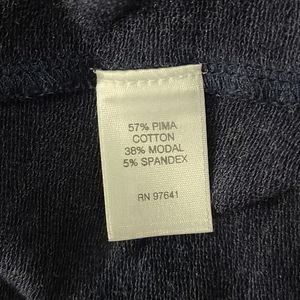 57% PIMA
COTTON
38% MODAL
5% SPANDEX
RN 97641